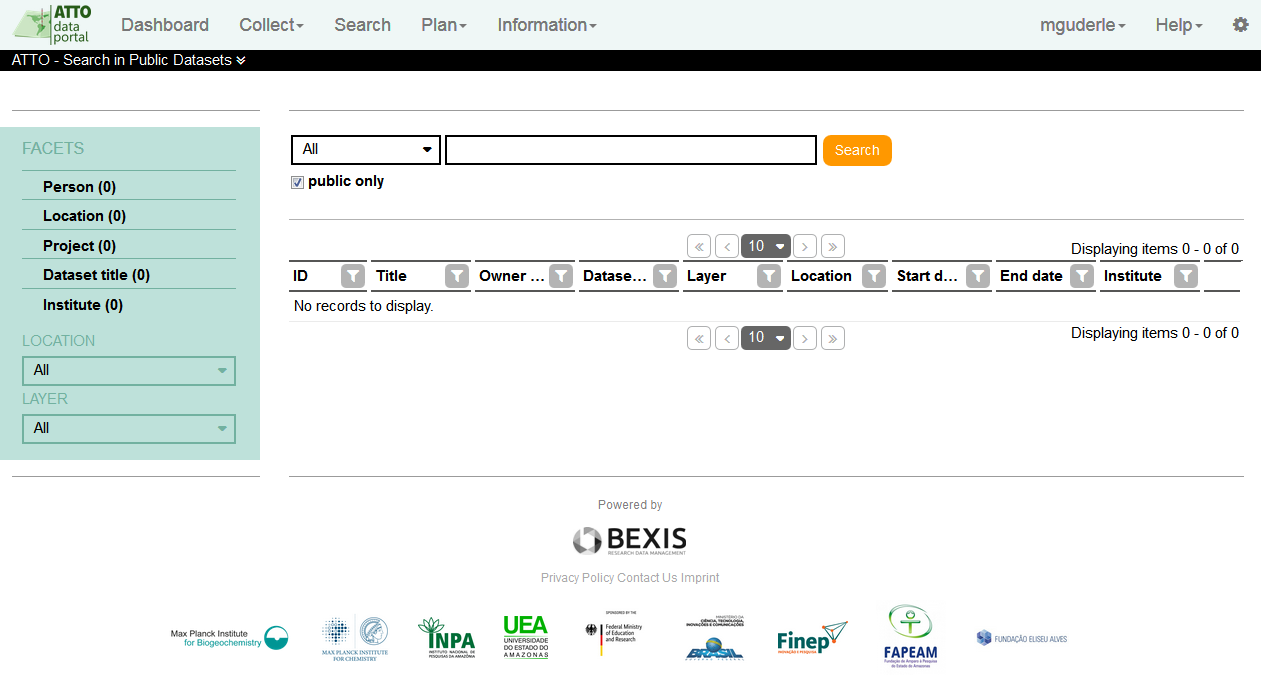 ATTO
data
portal
Dashboard Collect Search Plan Information mguderle Help
ATTO - Search in Public Datasets
FACETS
Person (0)
Location (0)
Project (0)
Dataset title (0)
Institute (0)
LOCATION
All
LAYER
All
All Search
public only
« ‹ 10 › »
Displaying items 0 - 0 of 0
ID Title Owner ... Datase... Layer Location Start d... End date Institute
No records to display.
« ‹ 10 › »
Displaying items 0 - 0 of 0
Powered by
BEXIS
RESEARCH DATA MANAGEMENT
Privacy Policy Contact Us Imprint
Max Planck Institute
for Biogeochemistry
MAX PLANCK INSTITUTE
FOR CHEMISTRY
INPA
INSTITUTO NACIONAL DE
PESQUISAS DA AMAZÔNIA
UEA
UNIVERSIDADE
DO ESTADO DO
AMAZONAS
SPONSORED BY THE
Federal Ministry
of Education
and Research
MINISTÉRIO DA
CIÊNCIA, TECNOLOGIA,
INOVAÇÕES E COMUNICAÇÕES
BRASIL
GOVERNO FEDERAL
Finep
INOVAÇÃO E PESQUISA
FAPEAM
Fundação de Amparo à Pesquisa
do Estado do Amazonas
FUNDAÇÃO ELISEU ALVES